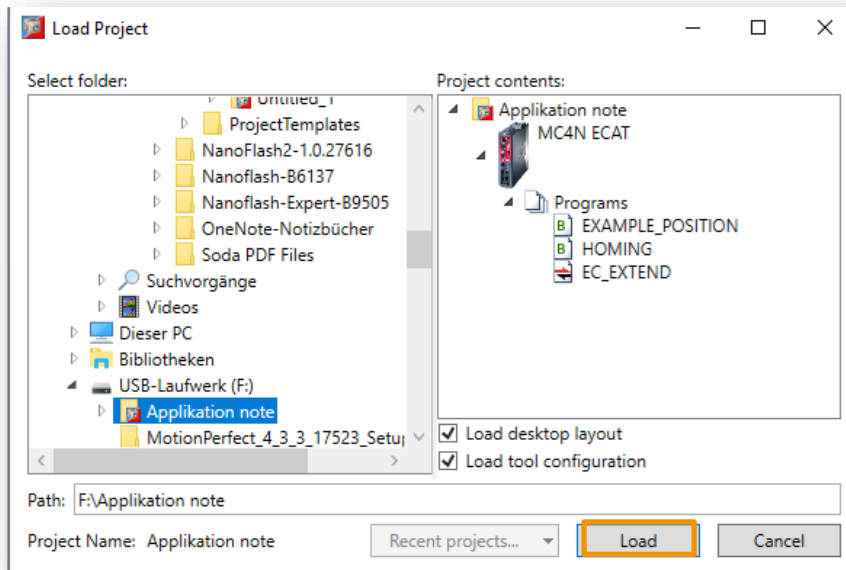 Load Project
Select folder:
Untitled_1
ProjectTemplates
NanoFlash2-1.0.27616
Nanoflash-B6137
Nanoflash-Expert-B9505
OneNote-Notizbücher
Soda PDF Files
Suchvorgänge
Videos
Dieser PC
Bibliotheken
USB-Laufwerk (F:)
Applikation note
MotionPerfect_4_3_3_17523_Setu
Project contents:
Applikation note
MC4N ECAT
Programs
B EXAMPLE_POSITION
B HOMING
EC_EXTEND
Load desktop layout
Load tool configuration
Path: F:\Applikation note
Project Name: Applikation note
Recent projects...
Load
Cancel